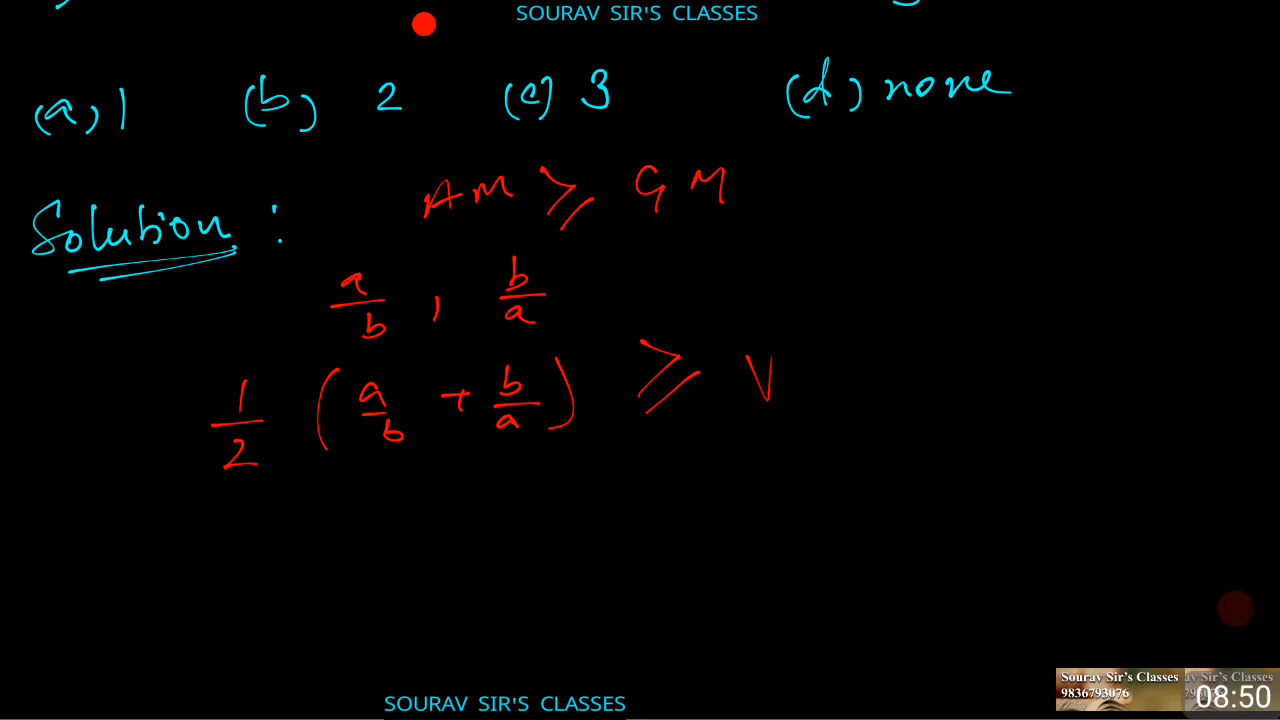 SOURAV SIR'S CLASSES
(a) 1 (b) 2 (c) 3 (d) none
AM ≥ GM
Solution :
a/b , b/a
1/2 (a/b + b/a) ≥ √
Sourav Sir's Classes
9836793076
08:50
SOURAV SIR'S CLASSES